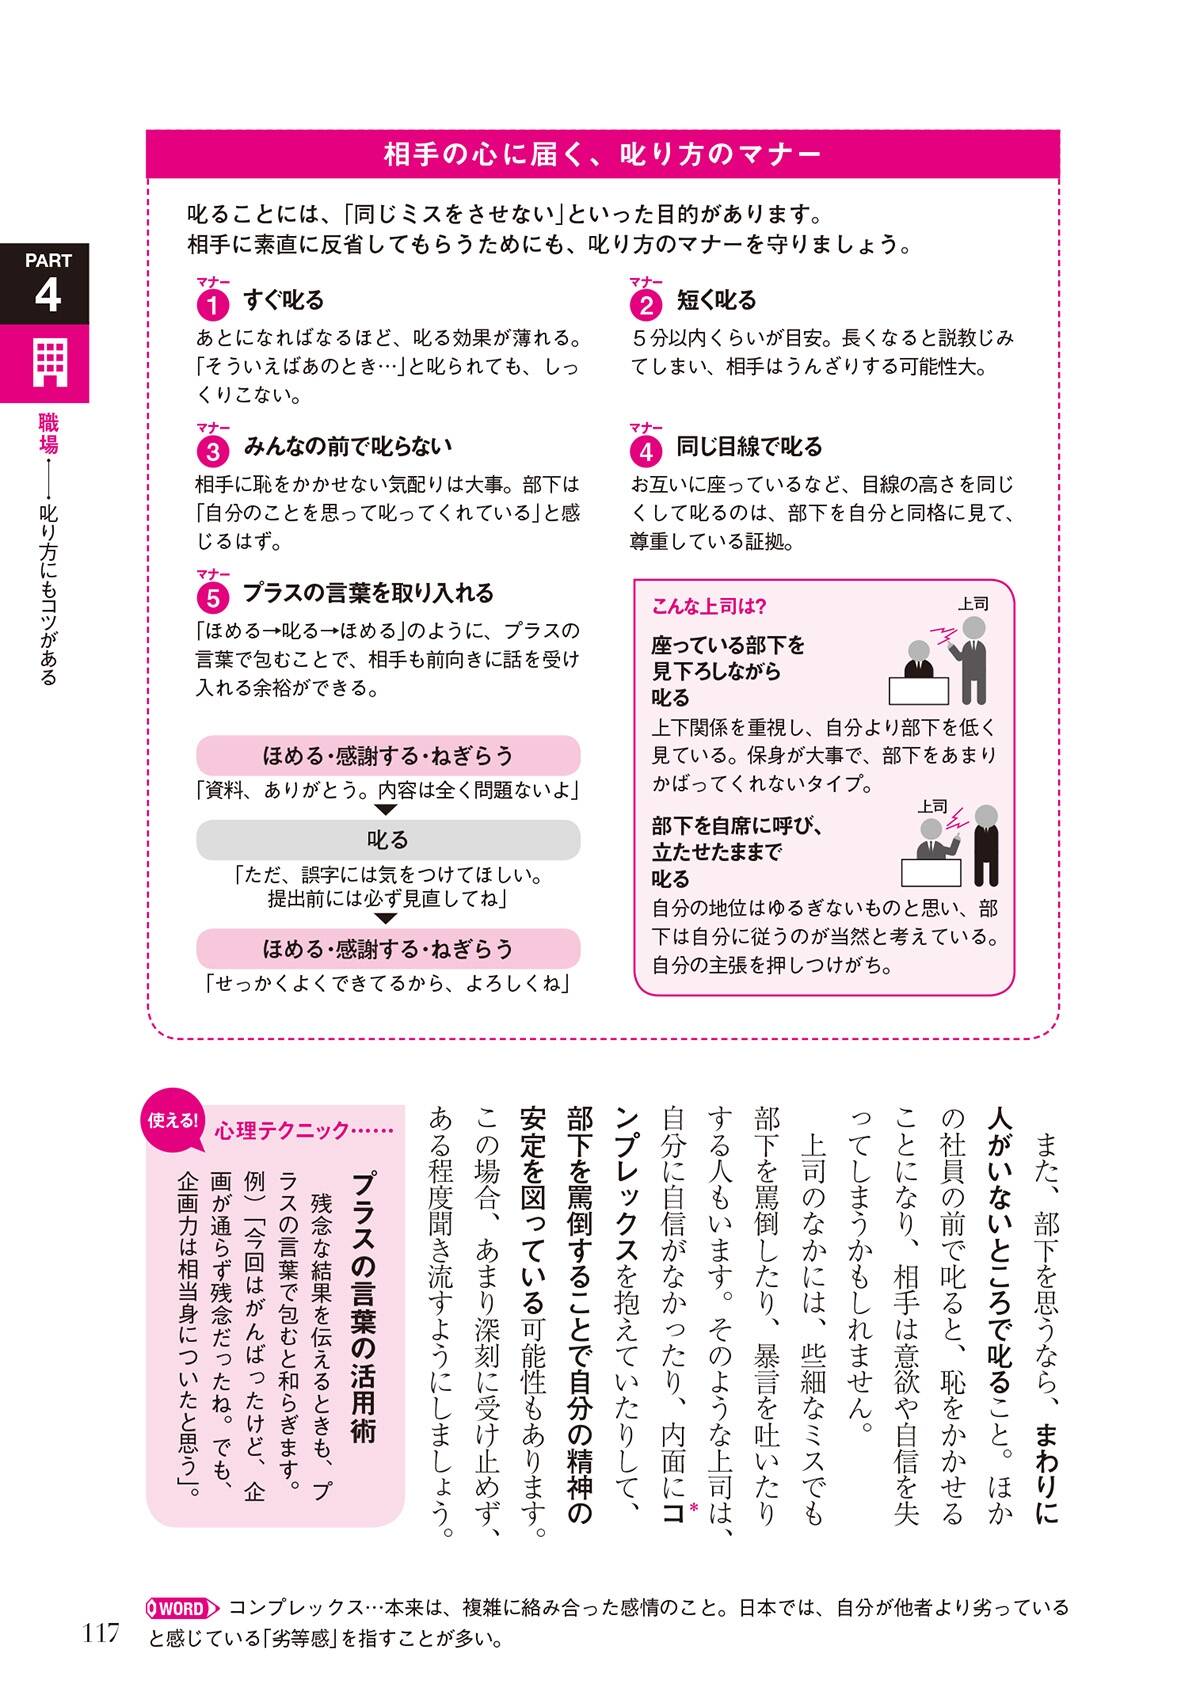 相手の心に届く、叱り方のマナー
叱ることには、「同じミスをさせない」といった目的があります。
相手に素直に反省してもらうためにも、叱り方のマナーを守りましょう。
PART
4
職場――叱り方にもコツがある
マナー
1 すぐ叱る
あとになればなるほど、叱る効果が薄れる。
「そういえばあのとき…」と叱られても、しっ
くりこない。
マナー
2 短く叱る
5分以内くらいが目安。長くなると説教じみ
てしまい、相手はうんざりする可能性大。
マナー
3 みんなの前で叱らない
相手に恥をかかせない気配りは大事。部下は
「自分のことを思って叱ってくれている」と感
じるはず。
マナー
4 同じ目線で叱る
お互いに座っているなど、目線の高さを同じ
くして叱るのは、部下を自分と同格に見て、
尊重している証拠。
マナー
5 プラスの言葉を取り入れる
「ほめる→叱る→ほめる」のように、プラスの
言葉で包むことで、相手も前向きに話を受け
入れる余裕ができる。
ほめる・感謝する・ねぎらう
「資料、ありがとう。内容は全く問題ないよ」
叱る
「ただ、誤字には気をつけてほしい。
提出前には必ず見直してね」
ほめる・感謝する・ねぎらう
「せっかくよくできてるから、よろしくね」
こんな上司は?
上司
座っている部下を
見下ろしながら
叱る
上下関係を重視し、自分より部下を低く
見ている。保身が大事で、部下をあまり
かばってくれないタイプ。
上司
部下を自席に呼び、
立たせたままで
叱る
自分の地位はゆるぎないものと思い、部
下は自分に従うのが当然と考えている。
自分の主張を押しつけがち。
また、部下を思うなら、まわりに
人がいないところで叱ること。ほか
の社員の前で叱ると、恥をかかせる
ことになり、相手は意欲や自信を失
ってしまうかもしれません。
上司のなかには、些細なミスでも
部下を罵倒したり、暴言を吐いたり
する人もいます。そのような上司は、
自分に自信がなかったり、内面にコ*
ンプレックスを抱えていたりして、
部下を罵倒することで自分の精神の
安定を図っている可能性もあります。
この場合、あまり深刻に受け止めず、
ある程度聞き流すようにしましょう。
使える!
心理テクニック……
プラスの言葉の活用術
残念な結果を伝えるときも、プ
ラスの言葉で包むと和らぎます。
例)「今回はがんばったけど、企
画が通らず残念だったね。でも、
企画力は相当身についたと思う」。
WORD コンプレックス…本来は、複雑に絡み合った感情のこと。日本では、自分が他者より劣っている
と感じている「劣等感」を指すことが多い。
117